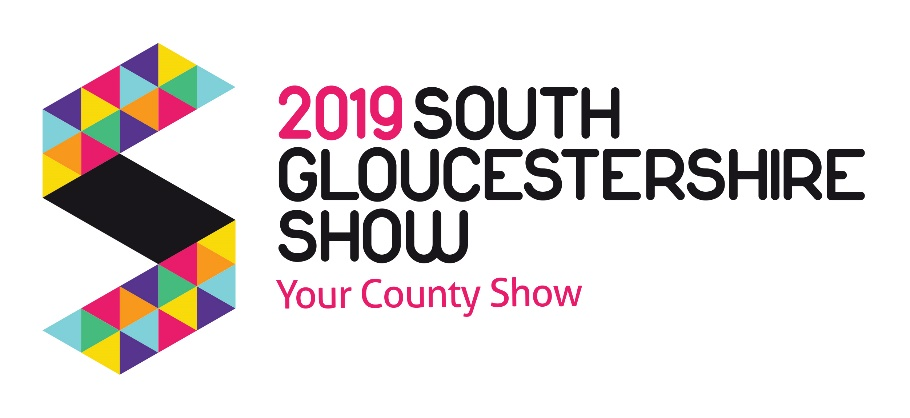 2019 SOUTH
GLOUCESTERSHIRE
SHOW
Your County Show